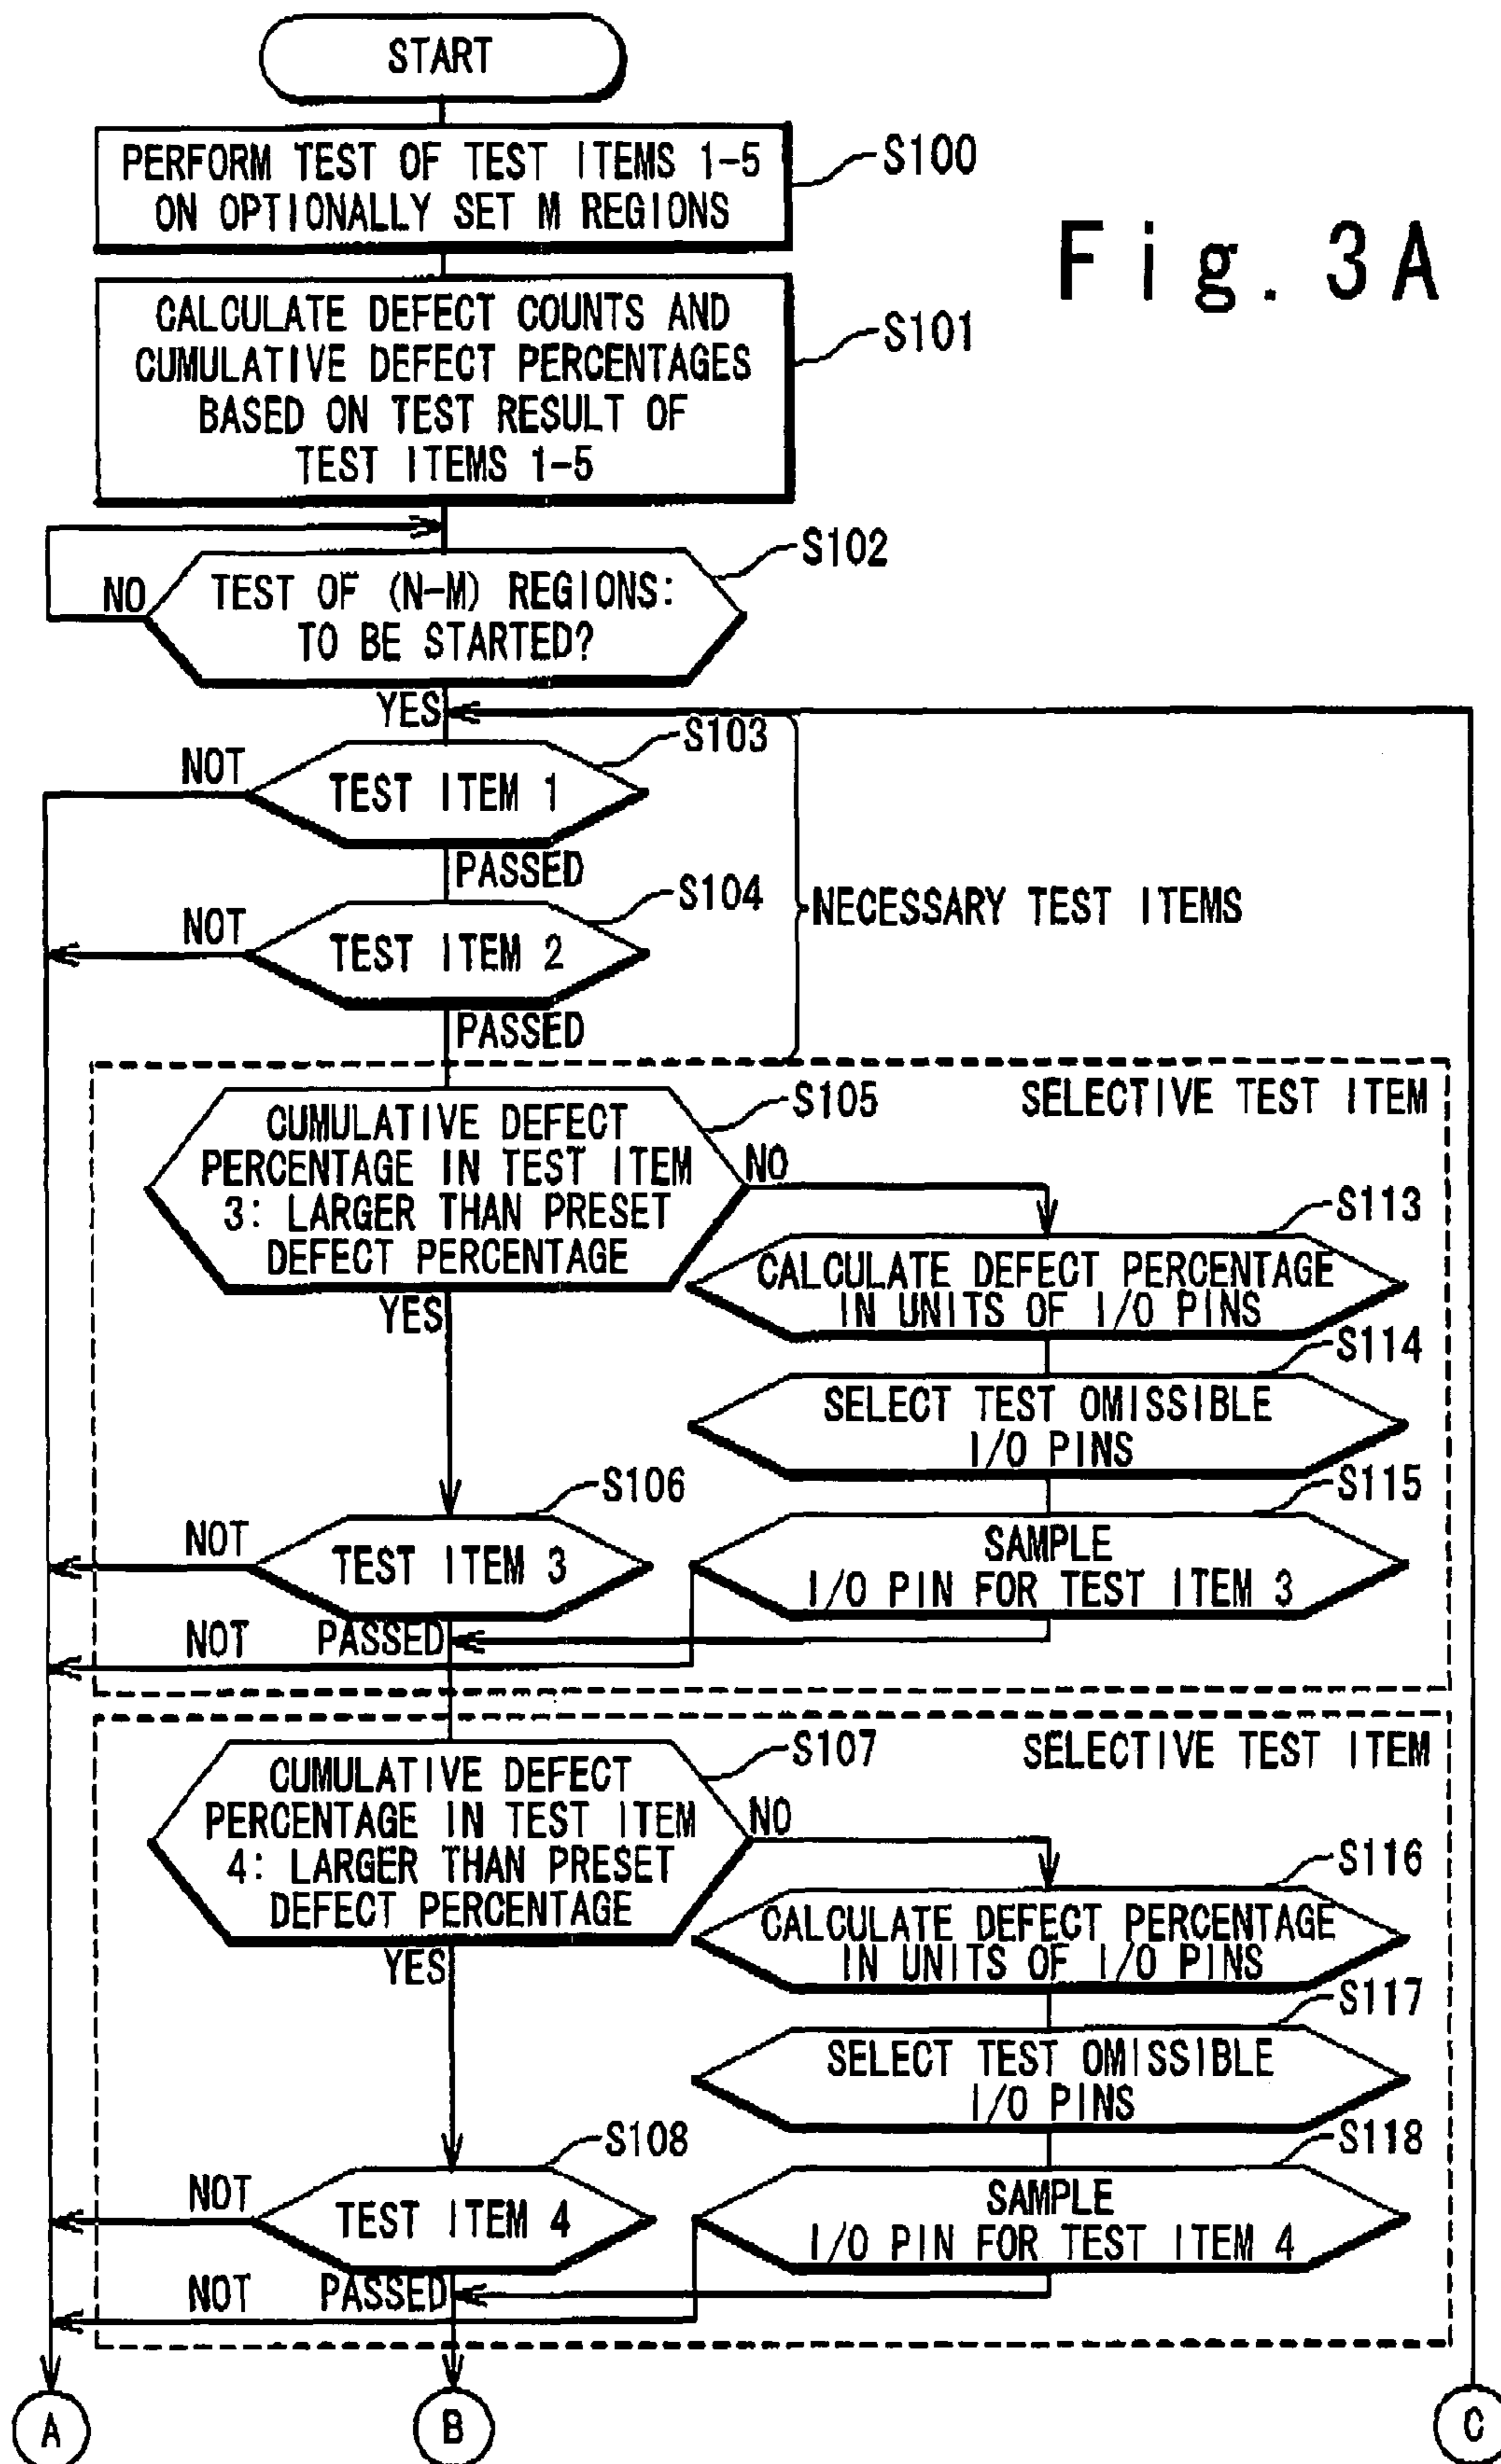 START
PERFORM TEST OF TEST ITEMS 1-5
ON OPTIONALLY SET M REGIONS
S100
Fig. 3A
CALCULATE DEFECT COUNTS AND
CUMULATIVE DEFECT PERCENTAGES
BASED ON TEST RESULT OF
TEST ITEMS 1-5
S101
S102
NO
TEST OF (N-M) REGIONS:
TO BE STARTED?
YES
S103
NOT
TEST ITEM 1
PASSED
S104
NECESSARY TEST ITEMS
NOT
TEST ITEM 2
PASSED
SELECTIVE TEST ITEM
S105
CUMULATIVE DEFECT
PERCENTAGE IN TEST ITEM
3: LARGER THAN PRESET
DEFECT PERCENTAGE
NO
YES
S113
CALCULATE DEFECT PERCENTAGE
IN UNITS OF I/O PINS
S114
SELECT TEST OMISSIBLE
I/O PINS
S106
NOT
TEST ITEM 3
S115
SAMPLE
I/O PIN FOR TEST ITEM 3
NOT
PASSED
SELECTIVE TEST ITEM
S107
CUMULATIVE DEFECT
PERCENTAGE IN TEST ITEM
4: LARGER THAN PRESET
DEFECT PERCENTAGE
NO
YES
S116
CALCULATE DEFECT PERCENTAGE
IN UNITS OF I/O PINS
S117
SELECT TEST OMISSIBLE
I/O PINS
S108
NOT
TEST ITEM 4
S118
SAMPLE
I/O PIN FOR TEST ITEM 4
NOT
PASSED
A
B
C